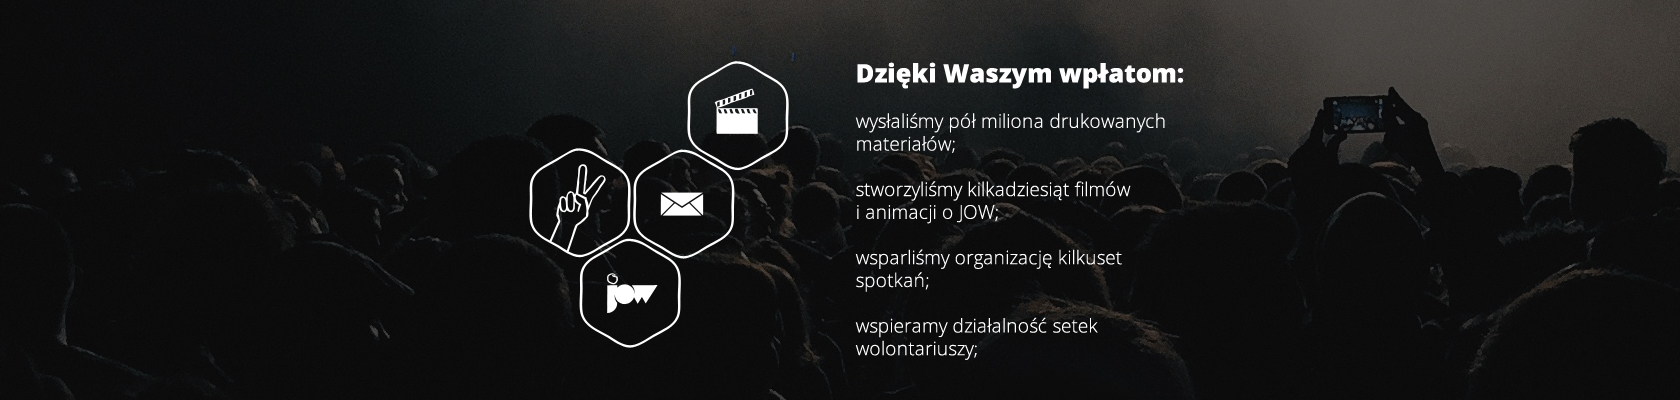 Dzięki Waszym wpłatom:
wysłaliśmy pół miliona drukowanych
materiałów;
stworzyliśmy kilkadziesiąt filmów
i animacji o JOW;
wsparliśmy organizację kilkuset
spotkań;
wspieramy działalność setek
wolontariuszy;
jow